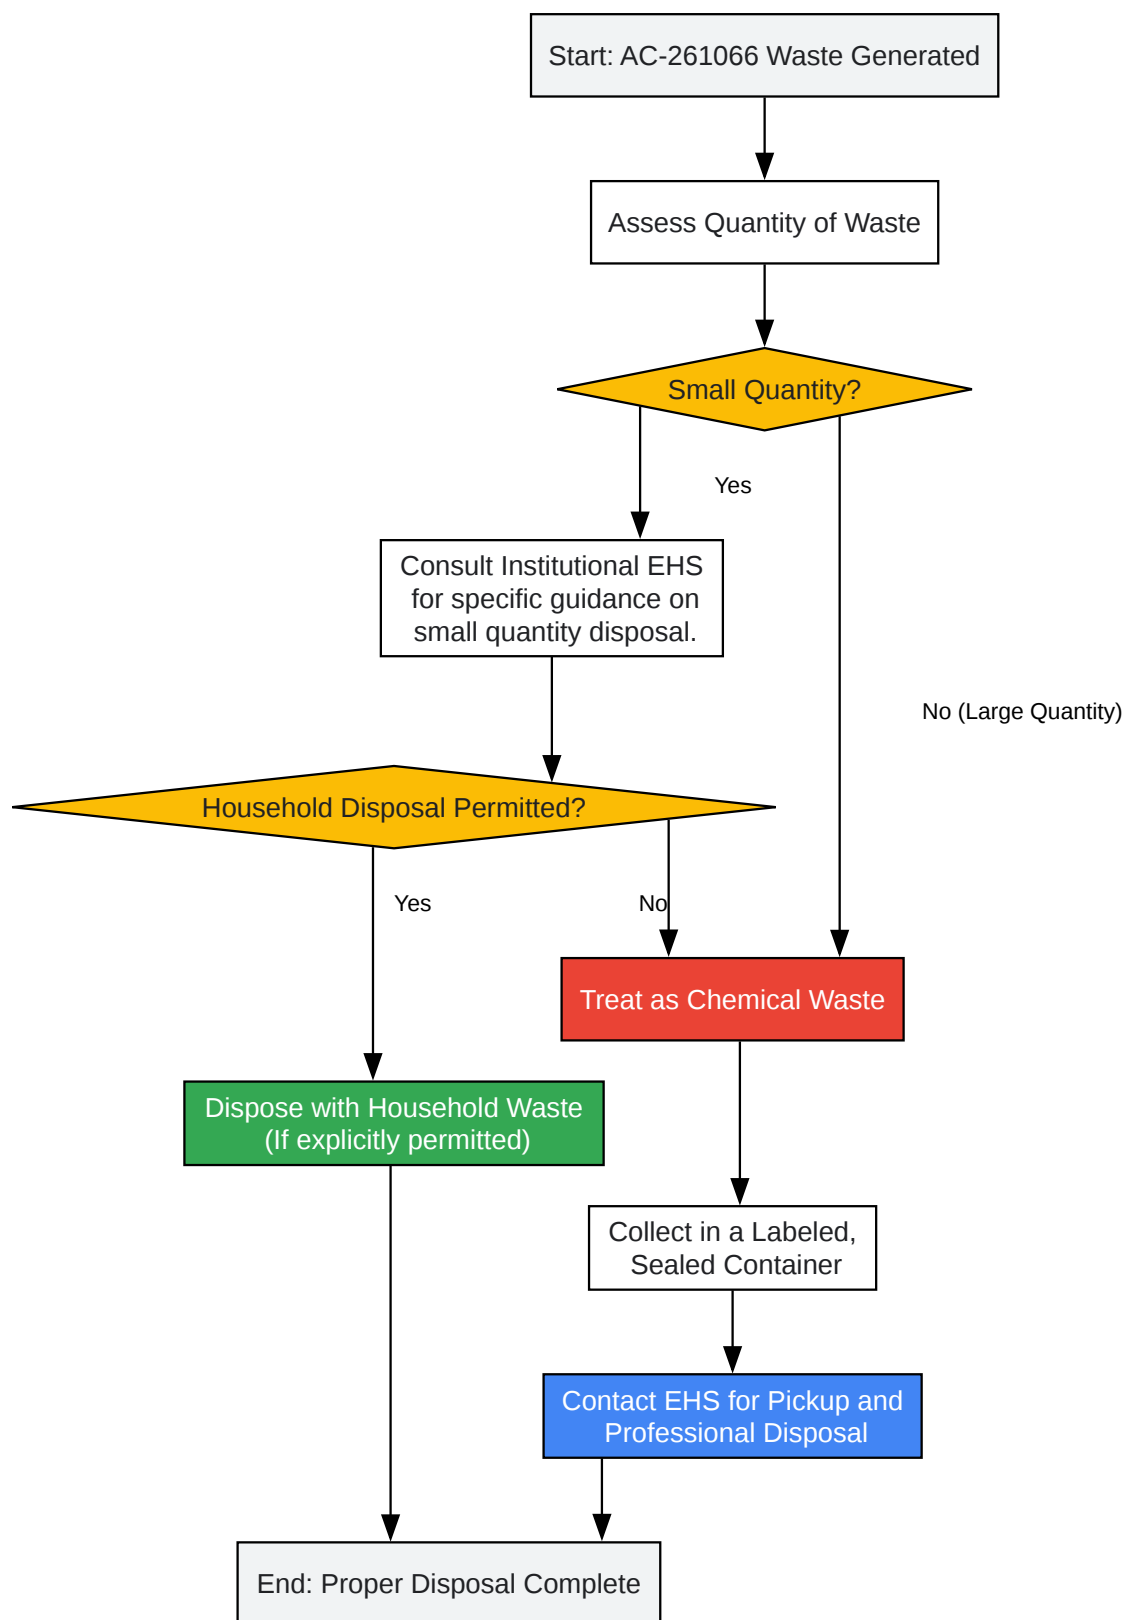 Start: AC-261066 Waste Generated
Assess Quantity of Waste
Small Quantity?
Yes
Consult Institutional EHS
for specific guidance on
small quantity disposal.
No (Large Quantity)
Household Disposal Permitted?
Yes
No
Treat as Chemical Waste
Dispose with Household Waste
(If explicitly permitted)
Collect in a Labeled,
Sealed Container
Contact EHS for Pickup and
Professional Disposal
End: Proper Disposal Complete